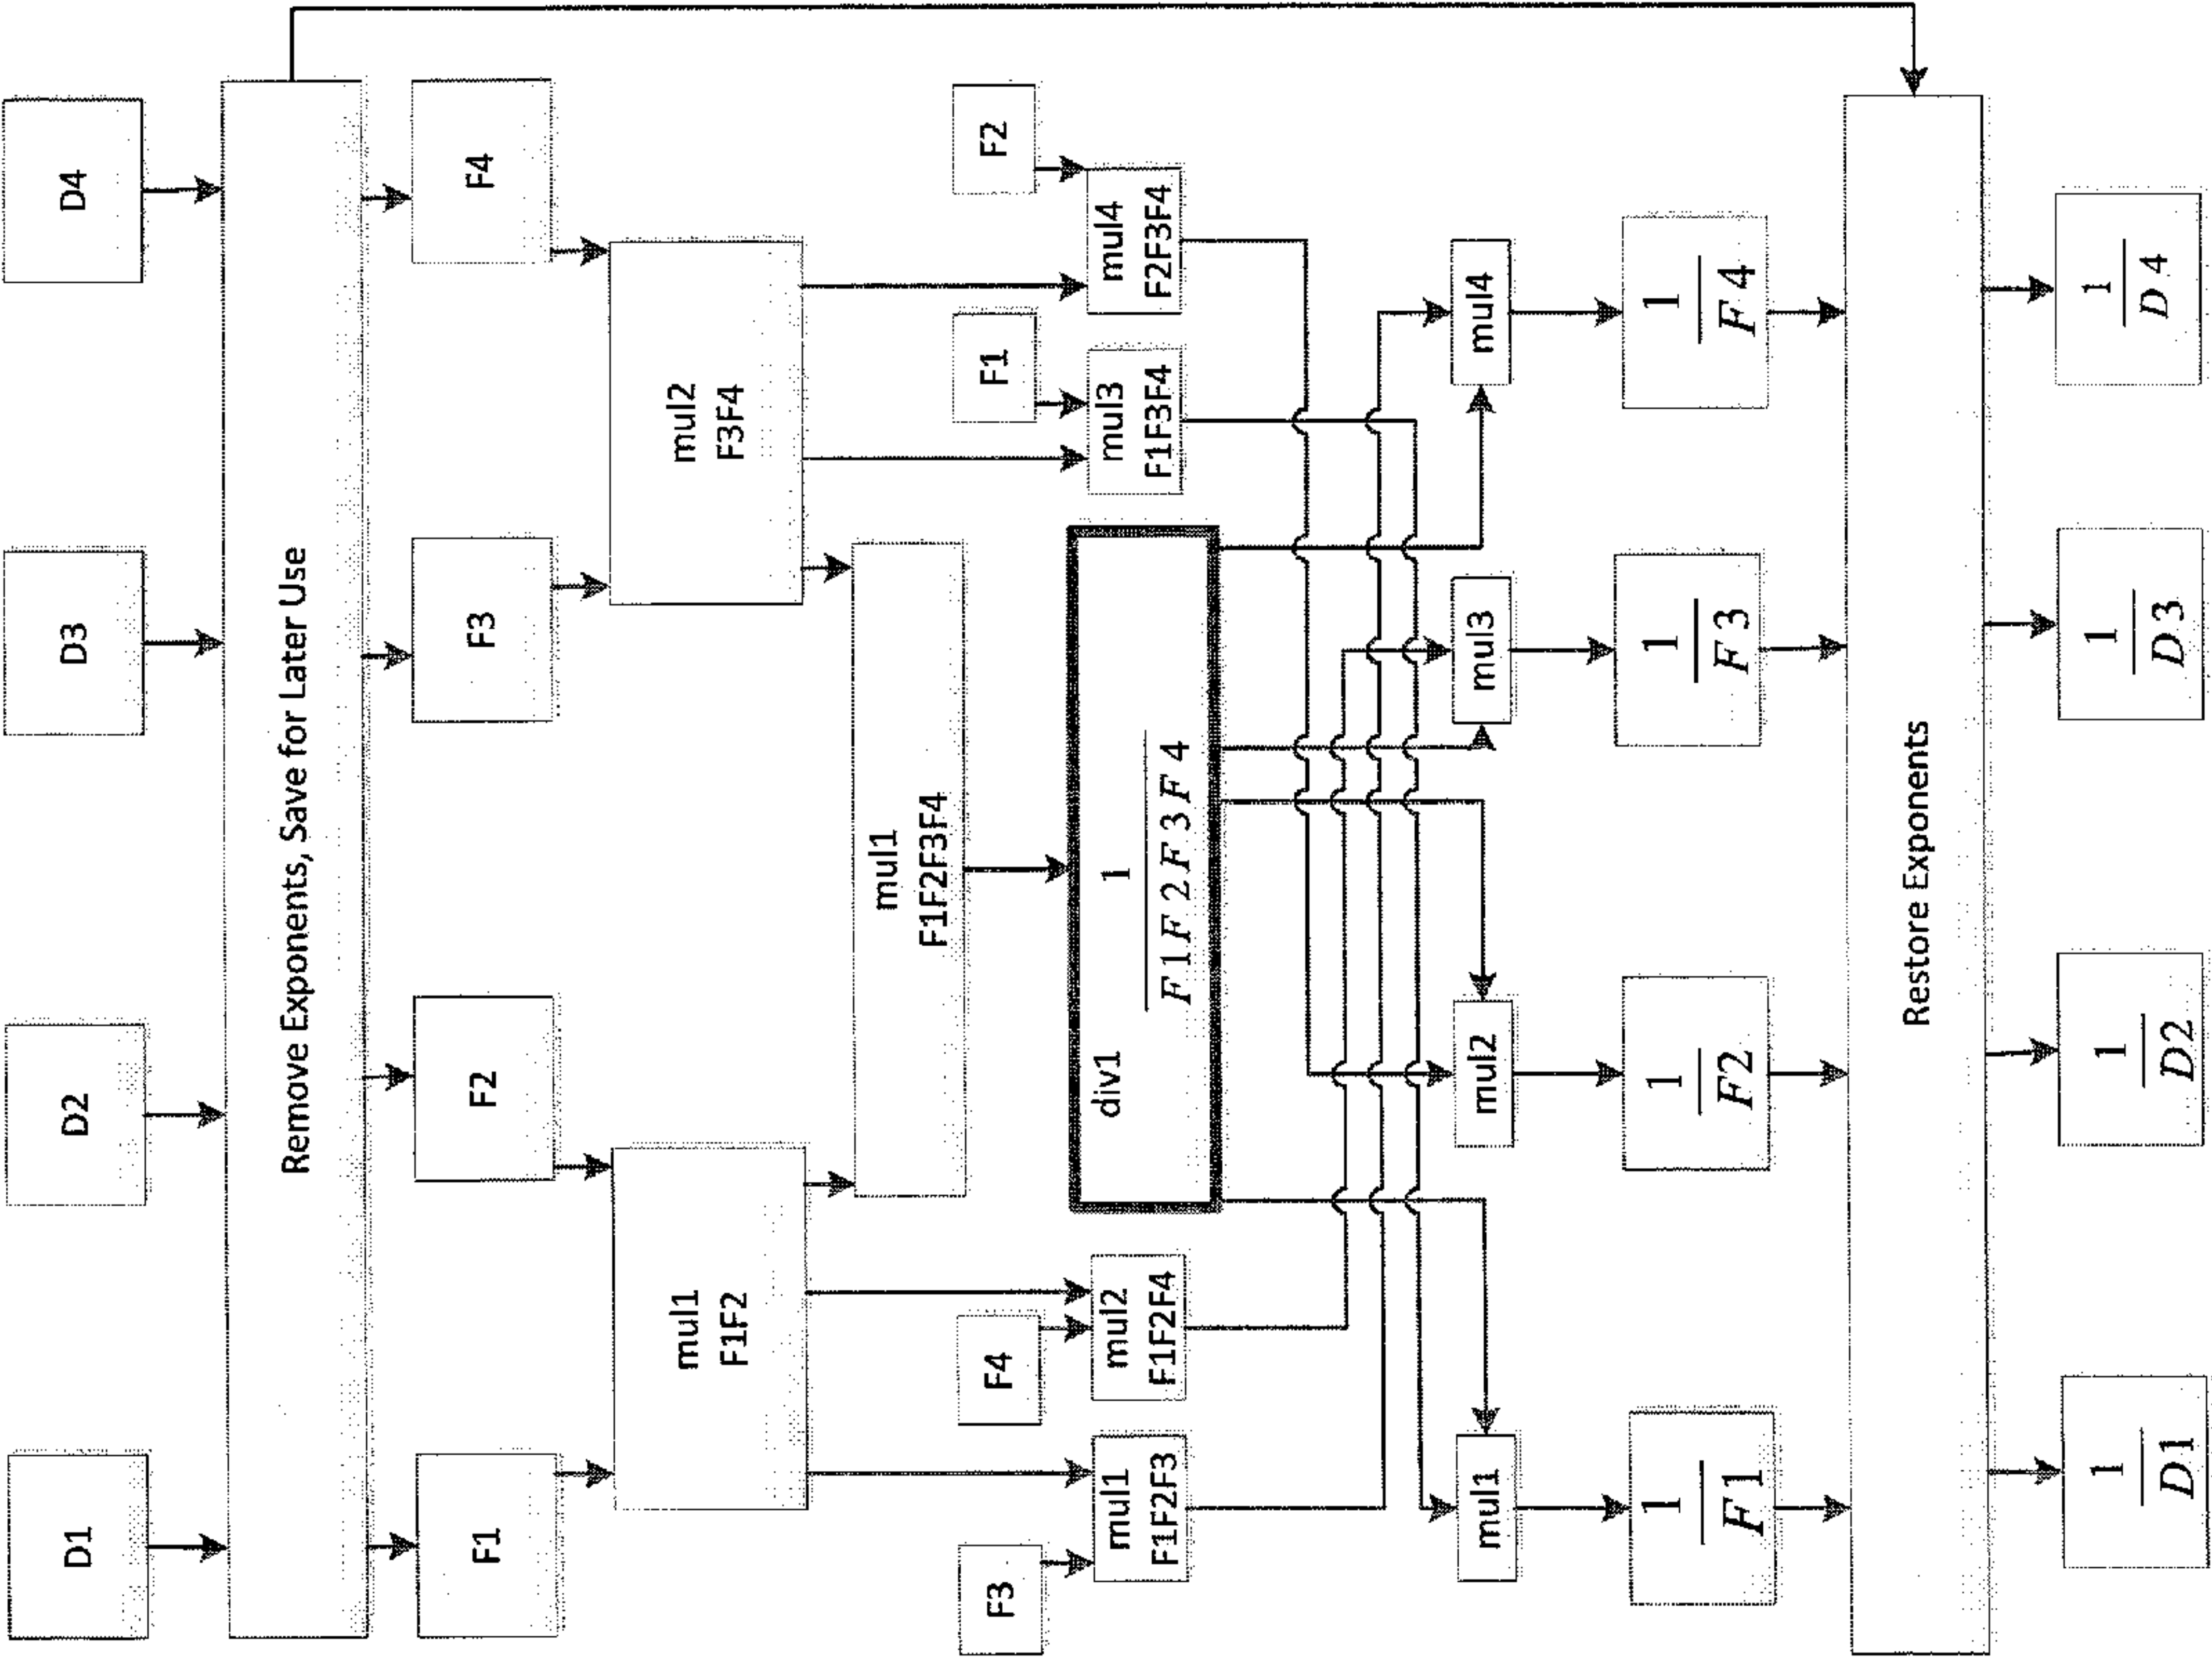 D1
D2
D3
D4
Remove Exponents, Save for Later Use
F1
F2
F3
F4
mul1
F1F2
mul2
F3F4
mul1
F1F2F3F4
F3
F4
F1
F2
mul1
F1F2F3
mul2
F1F2F4
div1
1
F1F2F3F4
mul3
F1F3F4
mul4
F2F3F4
mul1
mul2
mul3
mul4
1
F1
1
F2
1
F3
1
F4
Restore Exponents
1
D1
1
D2
1
D3
1
D4